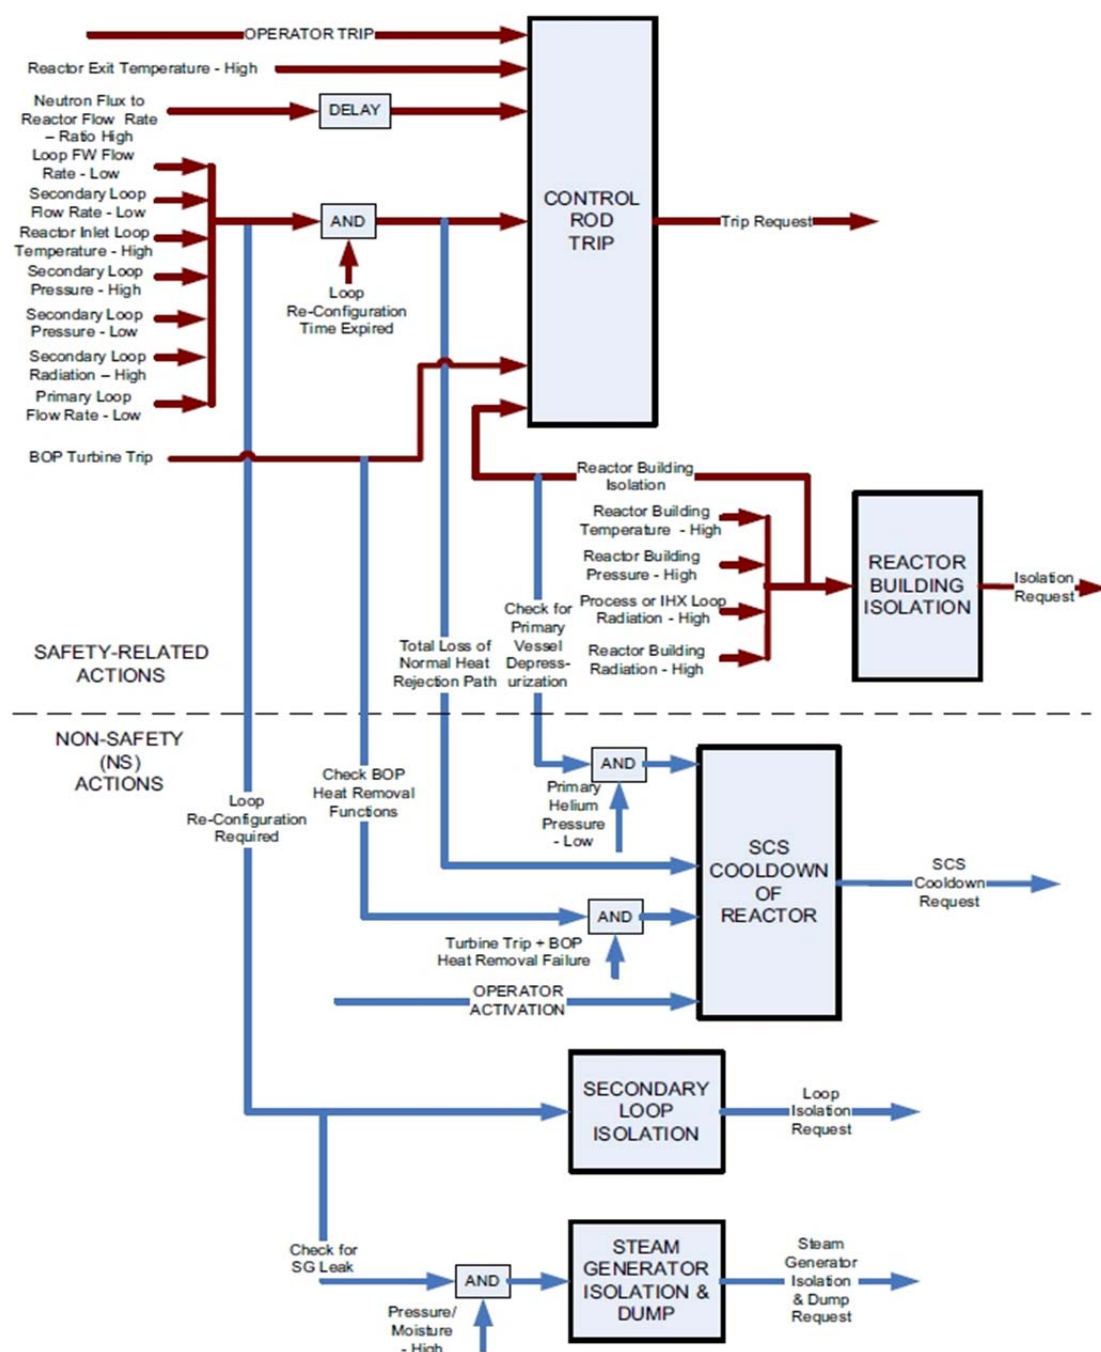 OPERATOR TRIP
Reactor Exit Temperature - High
Neutron Flux to
Reactor Flow Rate
– Ratio High
DELAY
Loop FW Flow
Rate - Low
Secondary Loop
Flow Rate - Low
Reactor Inlet Loop
Temperature - High
Secondary Loop
Pressure - High
Secondary Loop
Pressure - Low
Secondary Loop
Radiation – High
Primary Loop
Flow Rate - Low
AND
Loop
Re-Configuration
Time Expired
CONTROL
ROD
TRIP
Trip Request
BOP Turbine Trip
Reactor Building
Isolation
Reactor Building
Temperature - High
Reactor Building
Pressure - High
Process or IHX Loop
Radiation - High
Reactor Building
Radiation - High
REACTOR
BUILDING
ISOLATION
Isolation
Request
Check for
Primary
Vessel
Depress-
urization
Total Loss of
Normal Heat
Rejection Path
SAFETY-RELATED
ACTIONS
NON-SAFETY
(NS)
ACTIONS
Loop
Re-Configuration
Required
Check BOP
Heat Removal
Functions
AND
Primary
Helium
Pressure
- Low
SCS
COOLDOWN
OF
REACTOR
SCS
Cooldown
Request
AND
Turbine Trip + BOP
Heat Removal Failure
OPERATOR
ACTIVATION
SECONDARY
LOOP
ISOLATION
Loop
Isolation
Request
Check for
SG Leak
AND
Pressure/
Moisture
- High
STEAM
GENERATOR
ISOLATION &
DUMP
Steam
Generator
Isolation
& Dump
Request